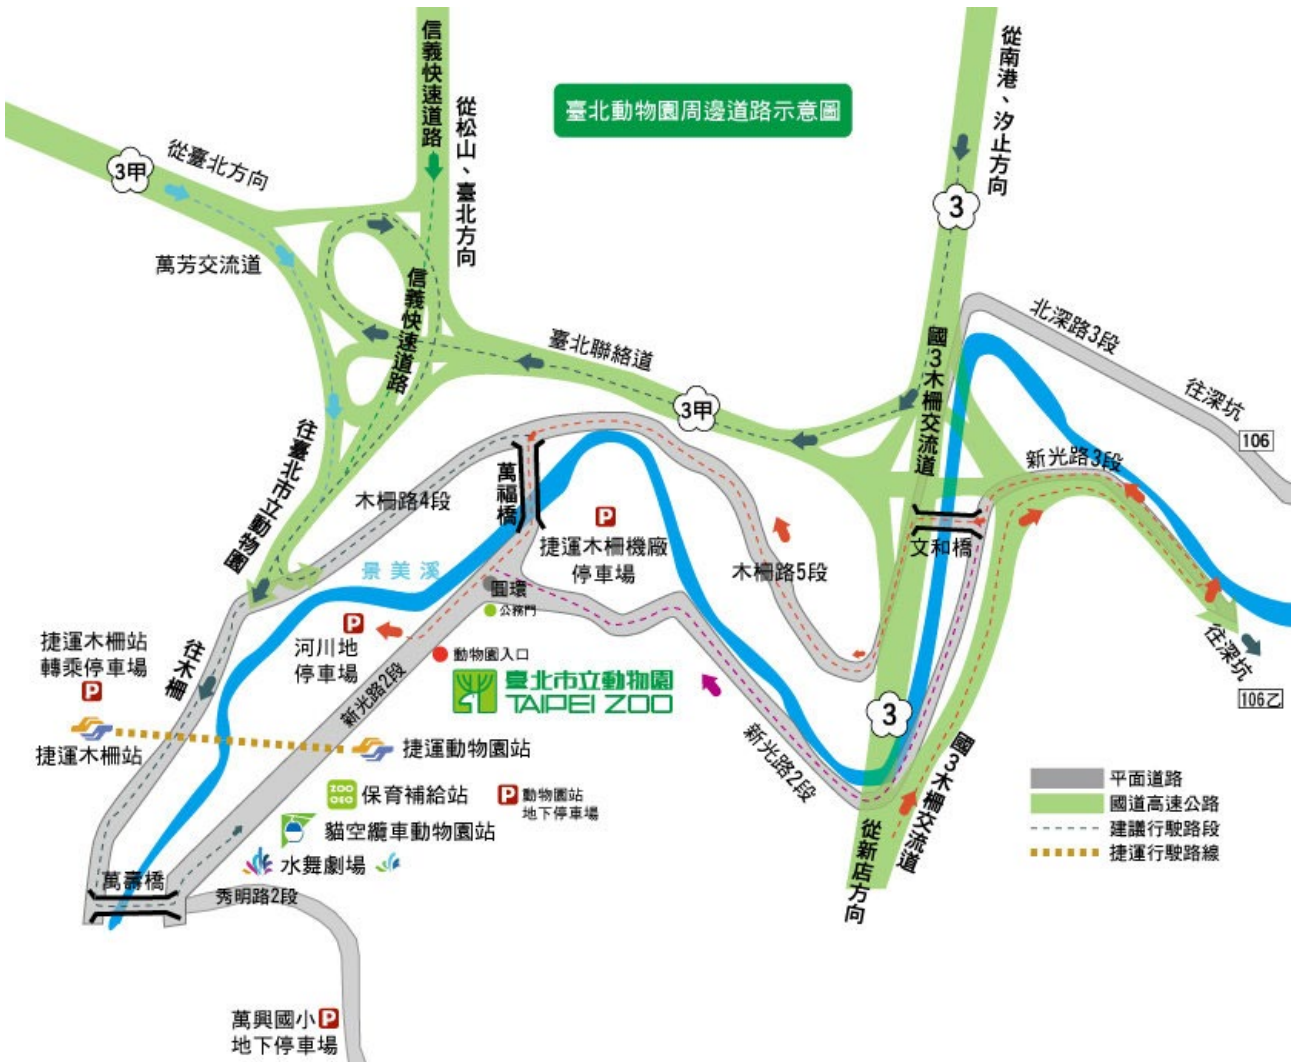 臺北動物園周邊道路示意圖
信義快速道路
從松山、臺北方向
從南港、汐止方向
3甲
從臺北方向
3
萬芳交流道
信義快速道路
臺北聯絡道
3甲
國3木柵交流道
北深路3段
往深坑
106
新光路3段
往臺北市立動物園
木柵路4段
萬福橋
捷運木柵機廠
停車場
文和橋
木柵路5段
景美溪
圓環
公務門
捷運木柵站
轉乘停車場
往木柵
河川地
停車場
動物園入口
臺北市立動物園
TAIPEI ZOO
往深坑
106乙
新光路2段
3
新光路2段
國3木柵交流道
捷運木柵站
捷運動物園站
ZOO
保育補給站
動物園站
地下停車場
貓空纜車動物園站
水舞劇場
從新店方向
平面道路
國道高速公路
建議行駛路段
捷運行駛路線
萬壽橋
秀明路2段
萬興國小P
地下停車場
P
P
P
P